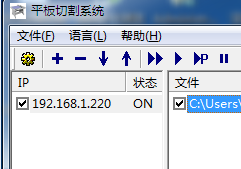 平板切割系统
文件(F) 语言(L) 帮助(H)
P
IP 状态 文件
192.168.1.220 ON C:\Users\